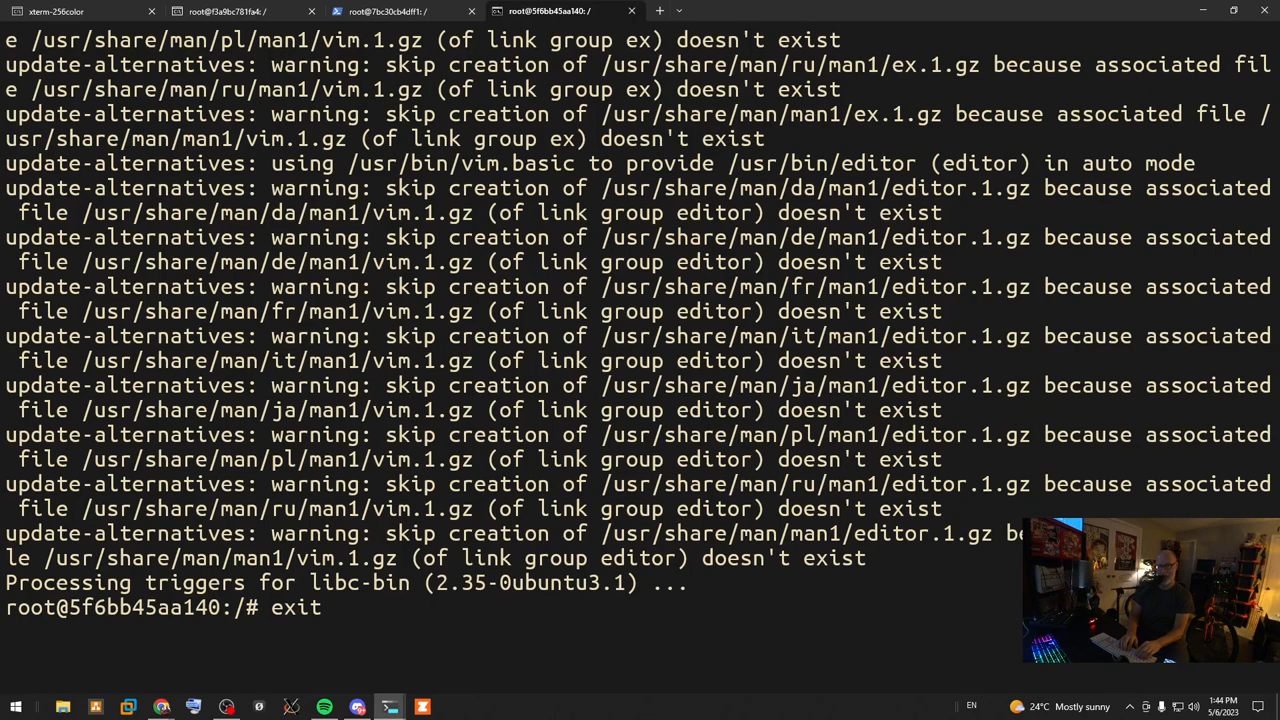 xterm-256color
root@f3a9bc781fa4: /
root@7bc30cb4dff1: /
root@5f6bb45aa140: /
e /usr/share/man/pl/man1/vim.1.gz (of link group ex) doesn't exist
update-alternatives: warning: skip creation of /usr/share/man/ru/man1/ex.1.gz because associated fil
e /usr/share/man/ru/man1/vim.1.gz (of link group ex) doesn't exist
update-alternatives: warning: skip creation of /usr/share/man/man1/ex.1.gz because associated file /
usr/share/man/man1/vim.1.gz (of link group ex) doesn't exist
update-alternatives: using /usr/bin/vim.basic to provide /usr/bin/editor (editor) in auto mode
update-alternatives: warning: skip creation of /usr/share/man/da/man1/editor.1.gz because associated
file /usr/share/man/da/man1/vim.1.gz (of link group editor) doesn't exist
update-alternatives: warning: skip creation of /usr/share/man/de/man1/editor.1.gz because associated
file /usr/share/man/de/man1/vim.1.gz (of link group editor) doesn't exist
update-alternatives: warning: skip creation of /usr/share/man/fr/man1/editor.1.gz because associated
file /usr/share/man/fr/man1/vim.1.gz (of link group editor) doesn't exist
update-alternatives: warning: skip creation of /usr/share/man/it/man1/editor.1.gz because associated
file /usr/share/man/it/man1/vim.1.gz (of link group editor) doesn't exist
update-alternatives: warning: skip creation of /usr/share/man/ja/man1/editor.1.gz because associated
file /usr/share/man/ja/man1/vim.1.gz (of link group editor) doesn't exist
update-alternatives: warning: skip creation of /usr/share/man/pl/man1/editor.1.gz because associated
file /usr/share/man/pl/man1/vim.1.gz (of link group editor) doesn't exist
update-alternatives: warning: skip creation of /usr/share/man/ru/man1/editor.1.gz because associated
file /usr/share/man/ru/man1/vim.1.gz (of link group editor) doesn't exist
update-alternatives: warning: skip creation of /usr/share/man/man1/editor.1.gz be
le /usr/share/man/man1/vim.1.gz (of link group editor) doesn't exist
Processing triggers for libc-bin (2.35-0ubuntu3.1) ...
root@5f6bb45aa140:/# exit
EN
24°C Mostly sunny
1:44 PM
5/6/2023